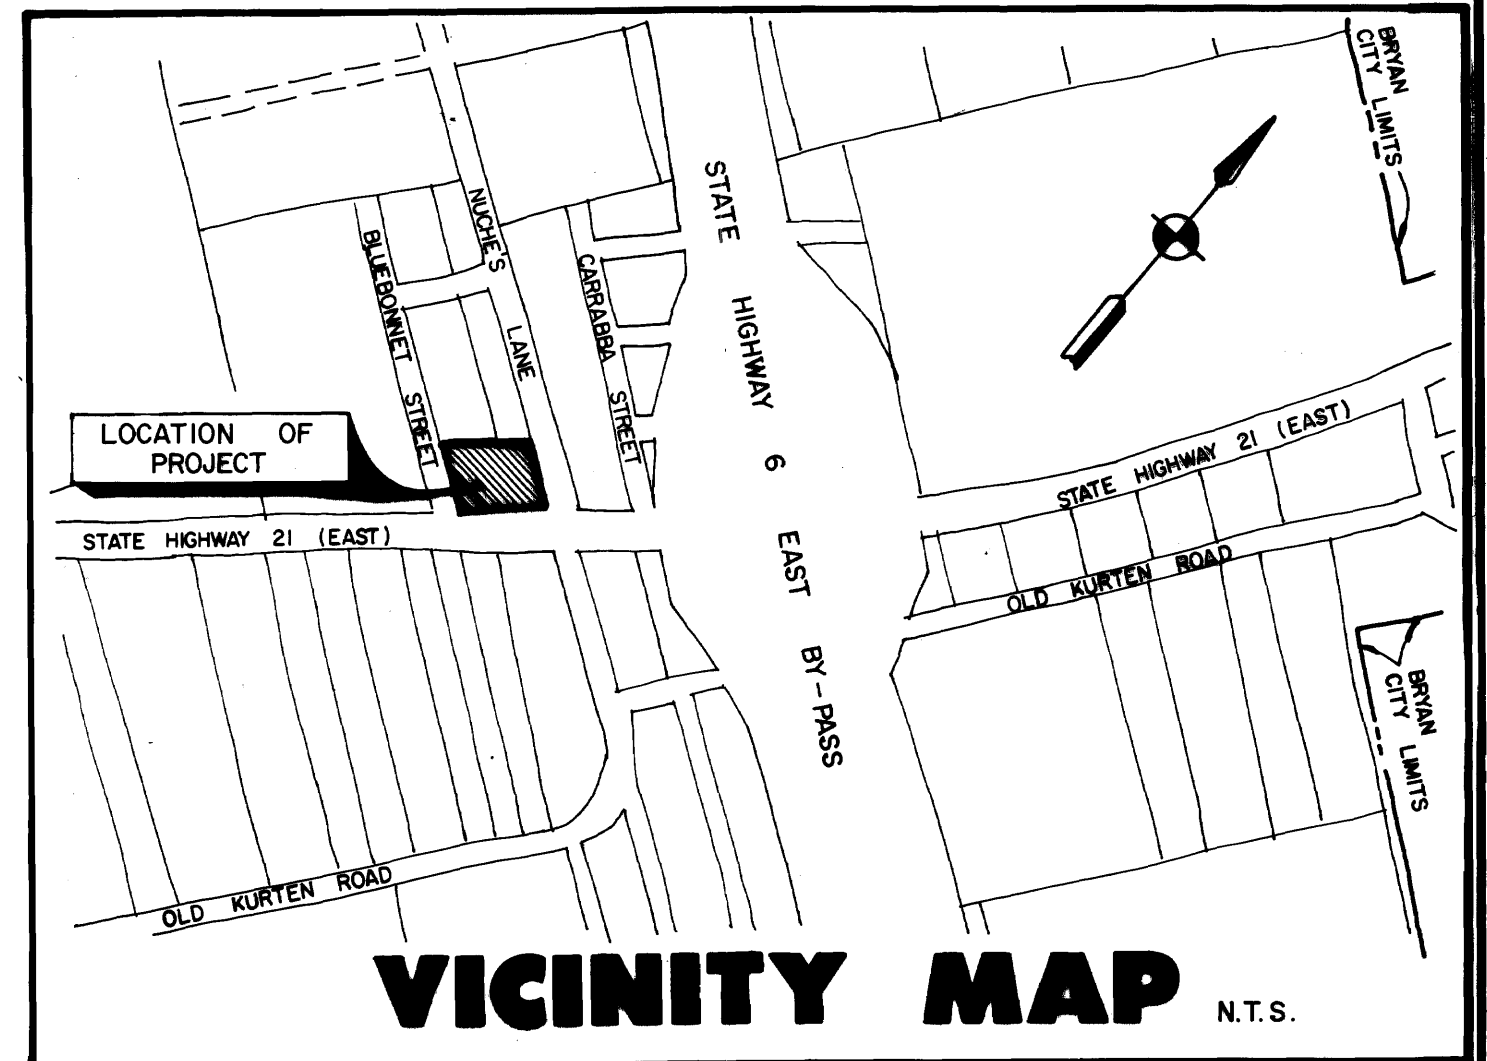 BRYAN
CITY LIMITS
STATE HIGHWAY 6 EAST BY-PASS
NUCHE'S LANE
BLUEBONNET STREET
CARRABBA STREET
LOCATION OF
PROJECT
STATE HIGHWAY 21 (EAST)
STATE HIGHWAY 21 (EAST)
OLD KURTEN ROAD
BRYAN
CITY LIMITS
OLD KURTEN ROAD
VICINITY MAP
N.T.S.